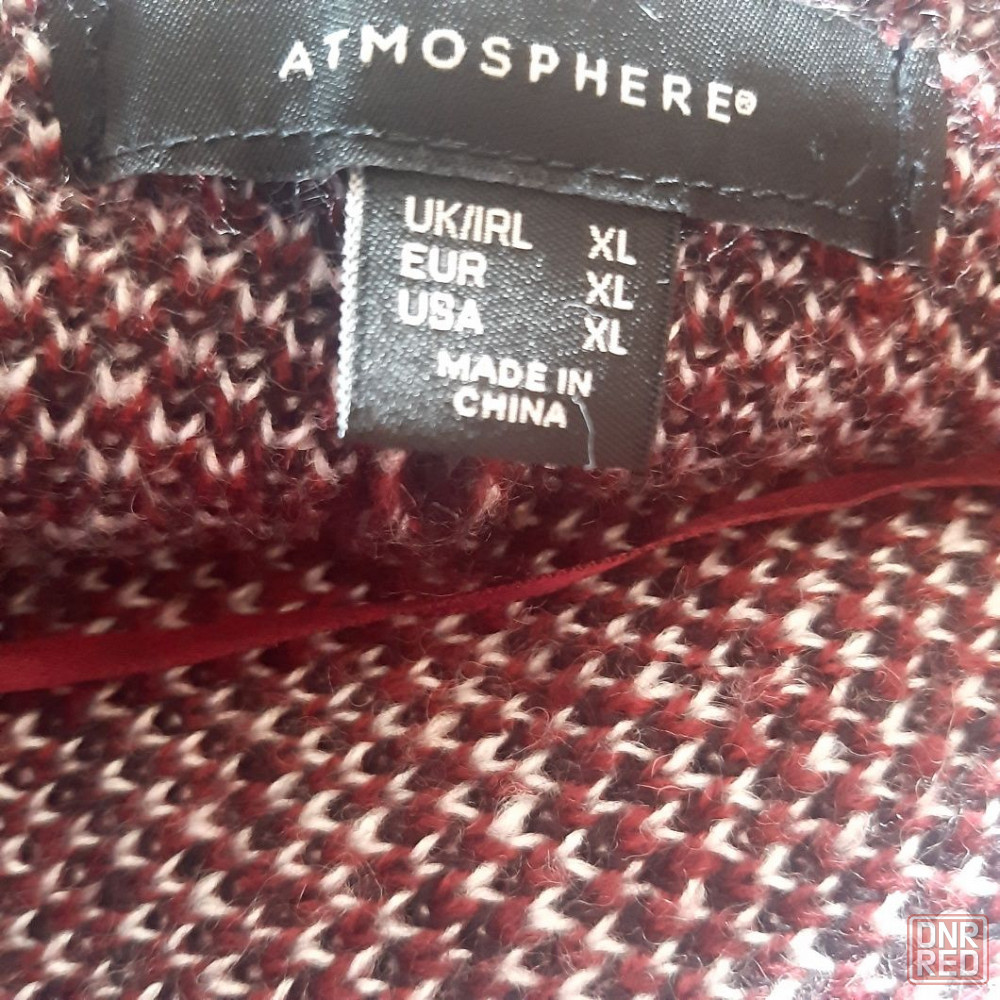 ATMOSPHERE®
UK/IRL XL
EUR XL
USA XL
MADE IN
CHINA
DNR
RED